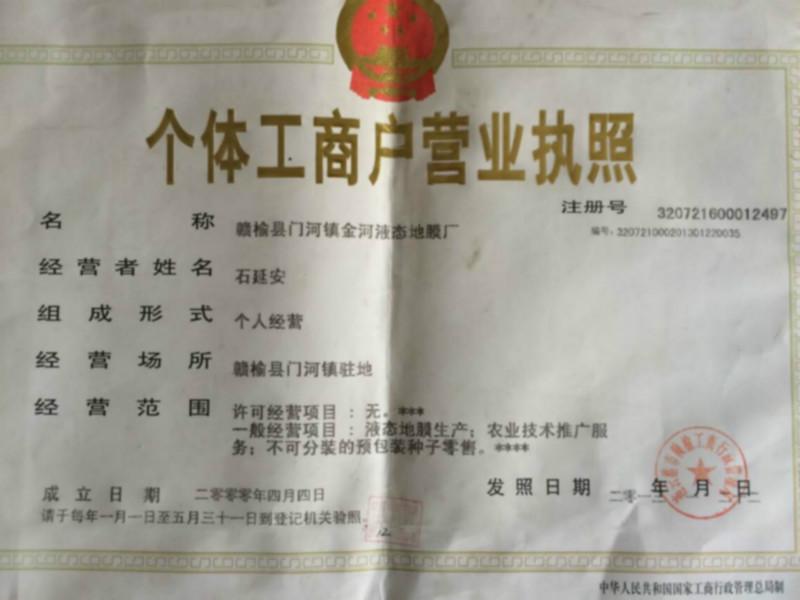 个体工商户营业执照
注册号 320721600012497
编号: 320721000201301220035
名称 赣榆县门河镇金河液态地膜厂
经营者姓名 石延安
组成形式 个人经营
经营场所 赣榆县门河镇驻地
经营范围 许可经营项目：无。***
一般经营项目：液态地膜生产；农业技术推广服
务；不可分装的预包装种子零售。****
成立日期 二〇〇〇年四月四日
发照日期 年 月 日
请于每年一月一日至五月三十一日到登记机关验照。
中华人民共和国国家工商行政管理总局制